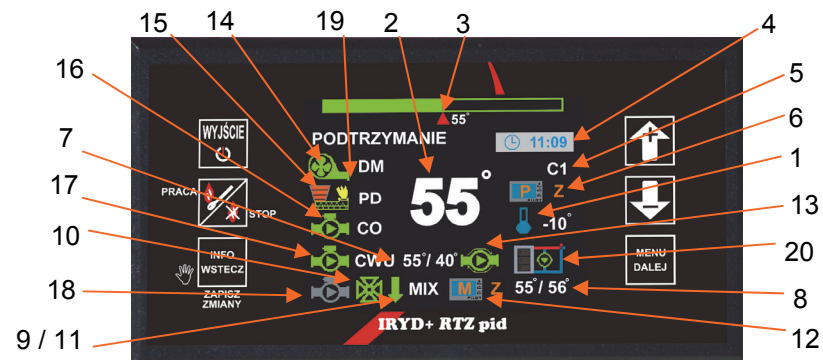 15 14 19 2 3 4
16
5
7
6
17
1
10
13
18
20
9 / 11
8
12
WYJŚCIE
PRACA
STOP
INFO
WSTECZ
ZAPISZ
ZMIANY
55°
PODTRZYMANIE
11:09
DM
C1
PD
55°
P Z
CO
-10°
CWU 55°/ 40°
MIX
M Z
55°/ 56°
IRYD+ RTZ pid
MENU
DALEJ